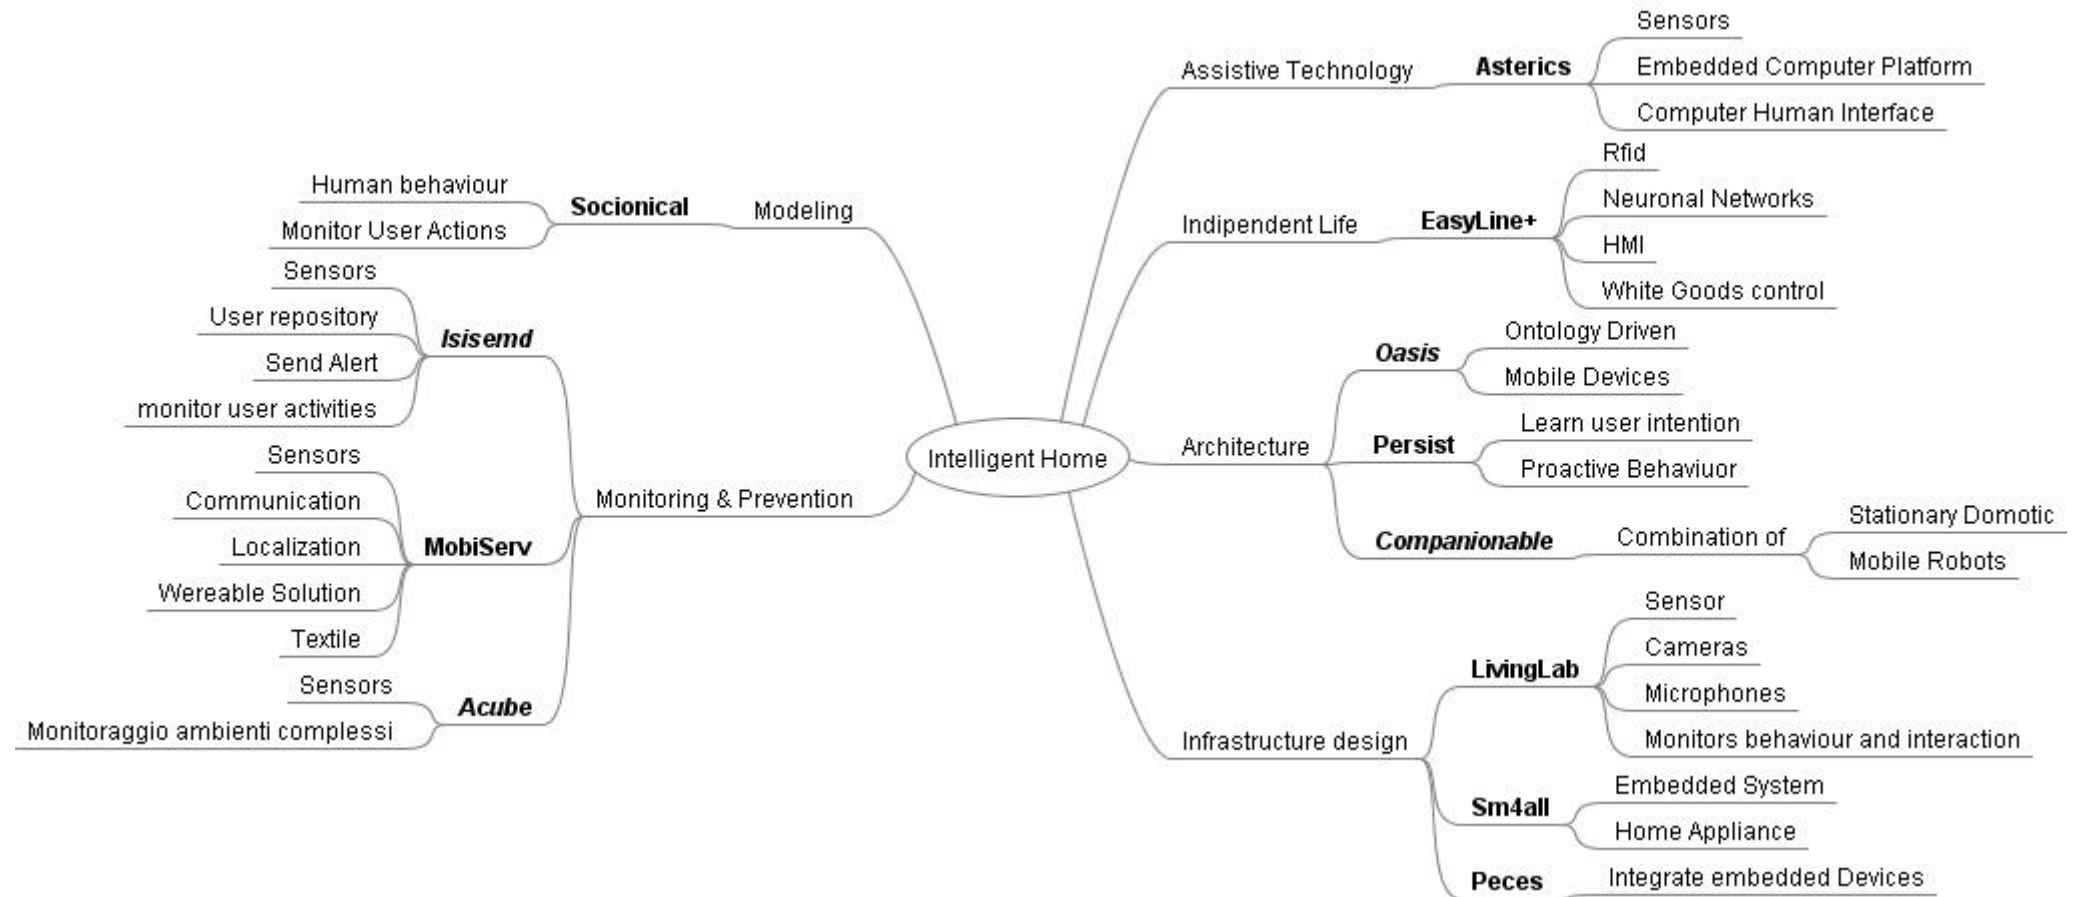 Intelligent Home
Modeling
Socionical
Human behaviour
Monitor User Actions
Monitoring & Prevention
Isisemd
Sensors
User repository
Send Alert
monitor user activities
MobiServ
Sensors
Communication
Localization
Wereable Solution
Textile
Acube
Sensors
Monitoraggio ambienti complessi
Assistive Technology
Asterics
Sensors
Embedded Computer Platform
Computer Human Interface
Indipendent Life
EasyLine+
Rfid
Neuronal Networks
HMI
White Goods control
Architecture
Oasis
Ontology Driven
Mobile Devices
Persist
Learn user intention
Proactive Behaviuor
Companionable
Combination of
Stationary Domotic
Mobile Robots
Infrastructure design
LivingLab
Sensor
Cameras
Microphones
Monitors behaviour and interaction
Sm4all
Embedded System
Home Appliance
Peces
Integrate embedded Devices